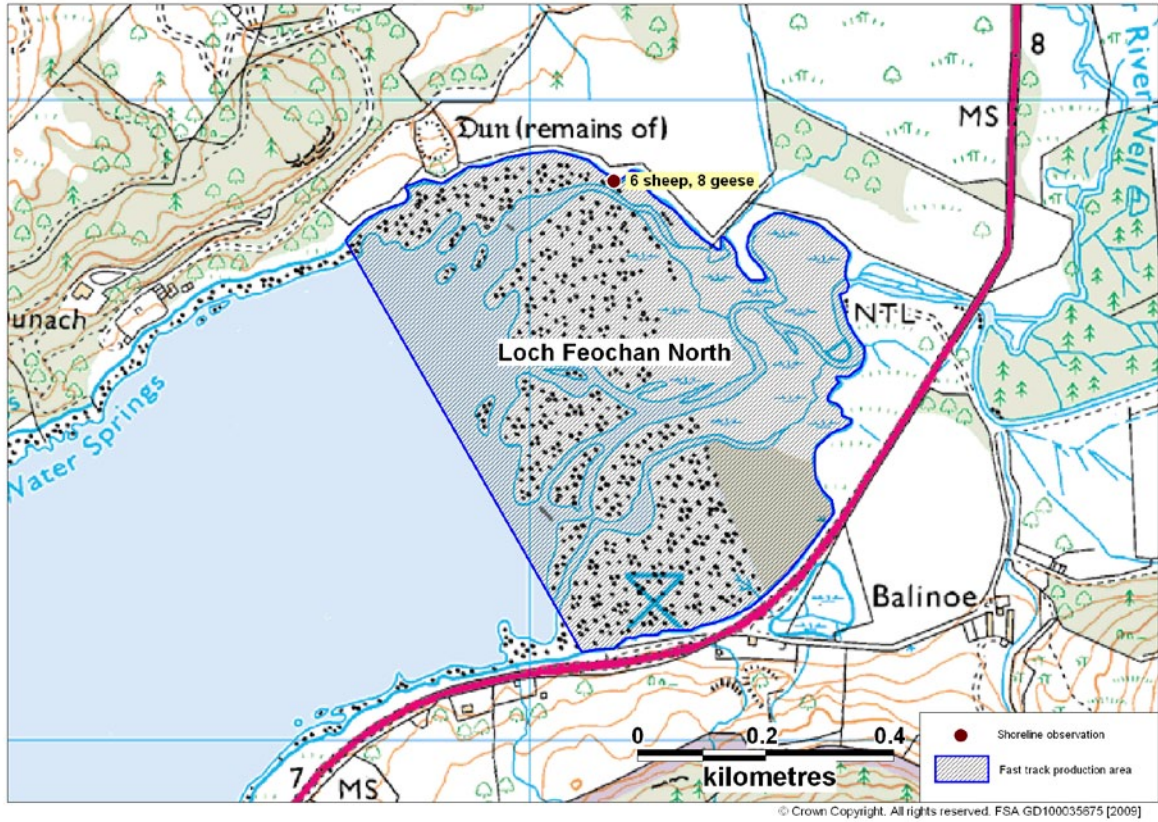 8
MS
River Nell
Dun (remains of)
6 sheep, 8 geese
unach
NTL
Loch Feochan North
Water Springs
Balinoe
0 0.2 0.4
kilometres
7
MS
Shoreline observation
Fast track production area
© Crown Copyright. All rights reserved. FSA GD100035675 [2009]